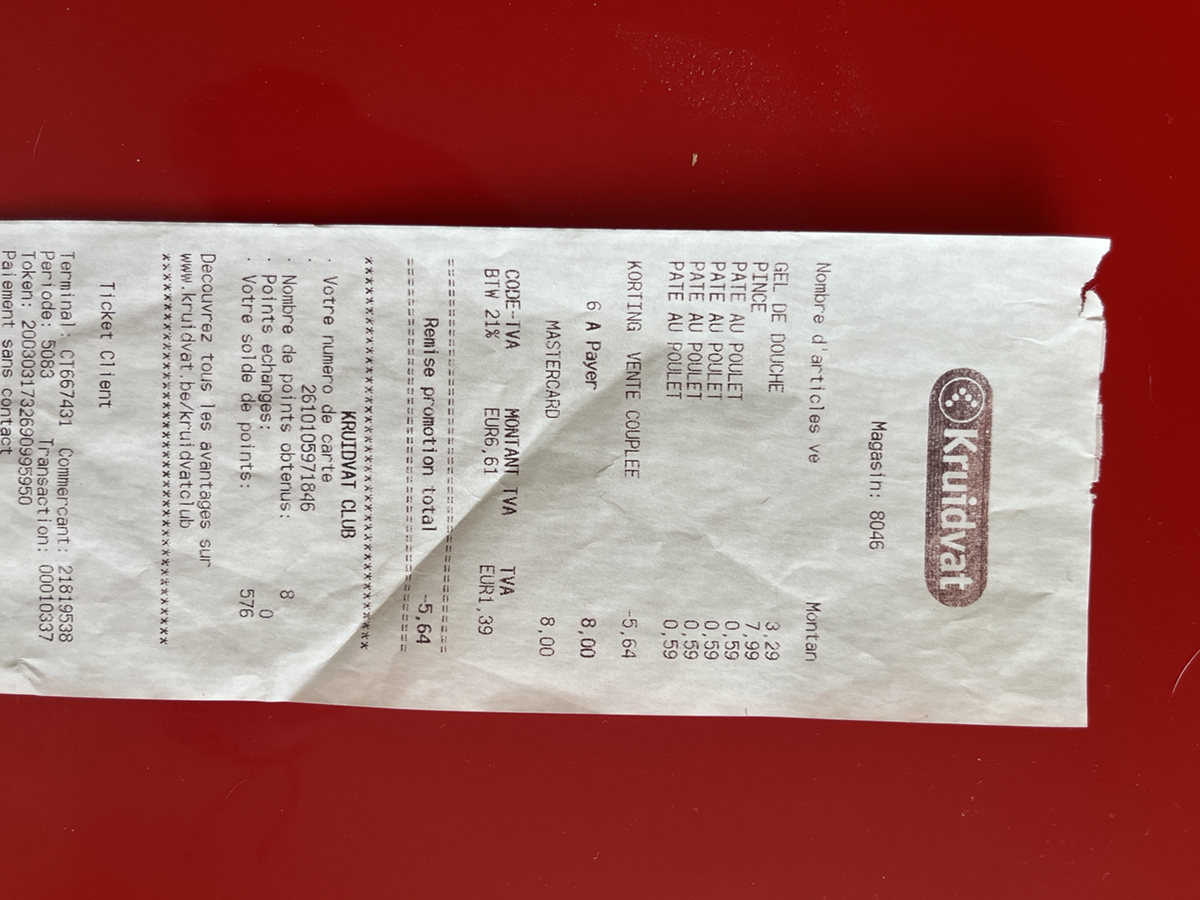 Kruidvat
Magasin: 8046
Nombre d'articles ve Montan
GEL DE DOUCHE 3,29
PINCE 7,99
PATE AU POULET 0,59
PATE AU POULET 0,59
PATE AU POULET 0,59
PATE AU POULET 0,59
KORTING VENTE COUPLEE -5,64
6 A Payer 8,00
MASTERCARD 8,00
CODE-TVA MONTANT TVA TVA
BTW 21% EUR6,61 EUR1,39
==============================
Remise promotion total -5,64
==============================
****************************************
KRUIDVAT CLUB
. Votre numero de carte
. 2610105971846
. Nombre de points obtenus: 8
. Points echanges: 0
. Votre solde de points: 576
Decouvrez tous les avantages sur
www.kruidvat.be/kruidvatclub
****************************************
Ticket Client
Terminal: CT667431 Commercant: 21819538
Periode: 5083 Transaction: 00010337
Token: 2003031732690995950
Paiement sans contact